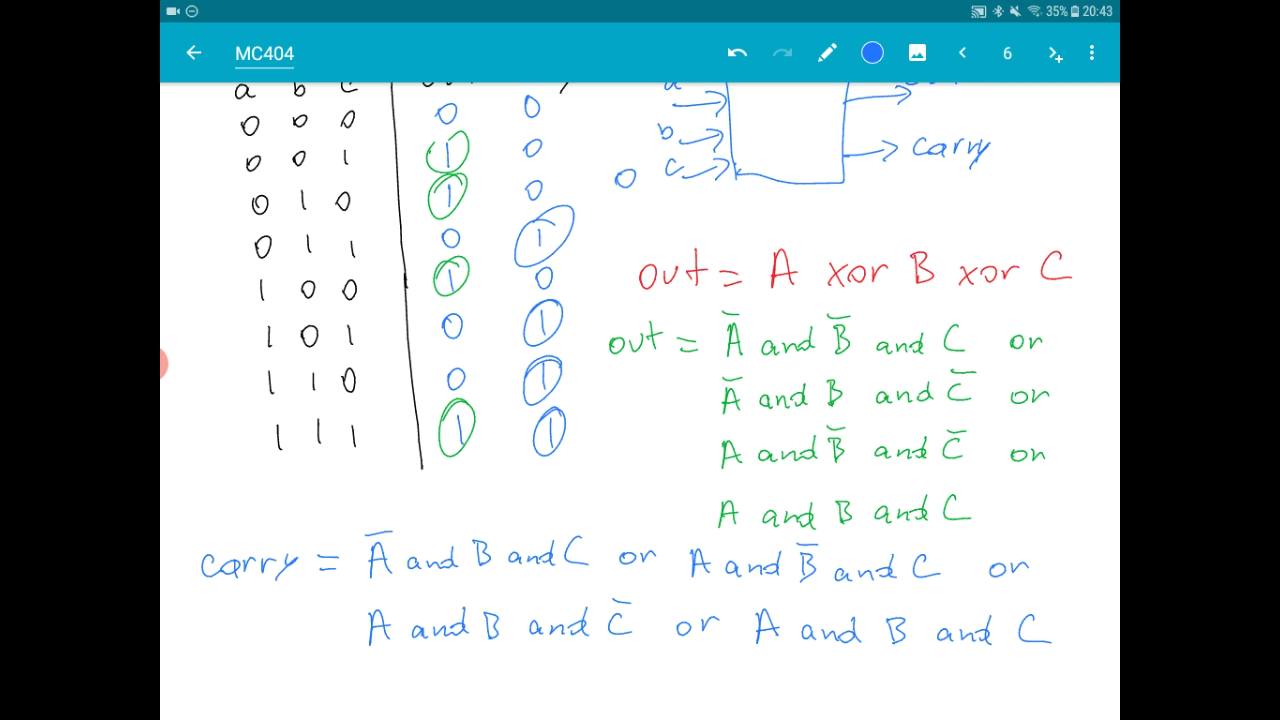 35% 20:43
MC404
6
a b c
0 0 0 0 0
0 0 1 1 0
0 1 0 1 0
0 1 1 0 1
1 0 0 1 0
1 0 1 0 1
1 1 0 0 1
1 1 1 1 1
a
b
c
0
carry
out = A xor B xor C
out = A̅ and B̅ and C or
A̅ and B and C̅ or
A and B̅ and C̅ or
A and B and C
carry = A̅ and B and C or A and B̅ and C or
A and B and C̅ or A and B and C